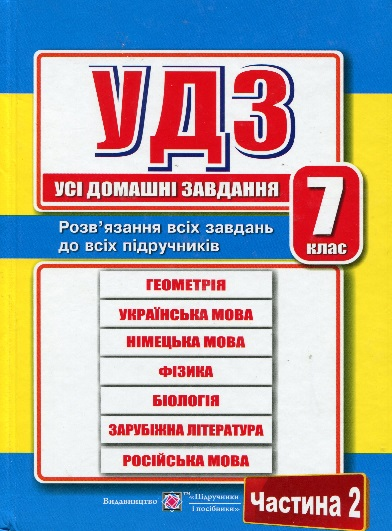 УДЗ
УСІ ДОМАШНІ ЗАВДАННЯ
7
клас
Розв'язання всіх завдань
до всіх підручників
ГЕОМЕТРІЯ
УКРАЇНСЬКА МОВА
НІМЕЦЬКА МОВА
ФІЗИКА
БІОЛОГІЯ
ЗАРУБІЖНА ЛІТЕРАТУРА
РОСІЙСЬКА МОВА
Видавництво ™ «Підручники
і посібники»
Частина 2